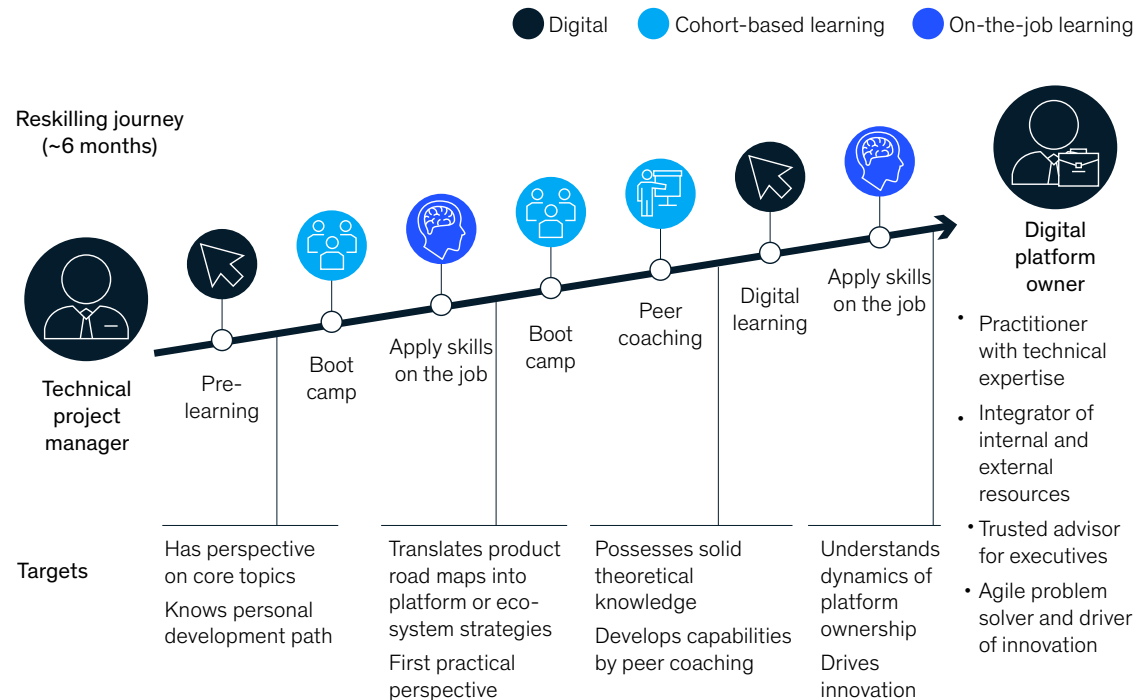 Digital
Cohort-based learning
On-the-job learning
Reskilling journey
(~6 months)
Technical
project
manager
Pre-
learning
Boot
camp
Apply skills
on the job
Boot
camp
Peer
coaching
Digital
learning
Apply skills
on the job
Digital
platform
owner
• Practitioner
with technical
expertise
• Integrator of
internal and
external
resources
• Trusted advisor
for executives
• Agile problem
solver and driver
of innovation
Targets
Has perspective
on core topics
Knows personal
development path
Translates product
road maps into
platform or eco-
system strategies
First practical
perspective
Possesses solid
theoretical
knowledge
Develops capabilities
by peer coaching
Understands
dynamics of
platform
ownership
Drives
innovation